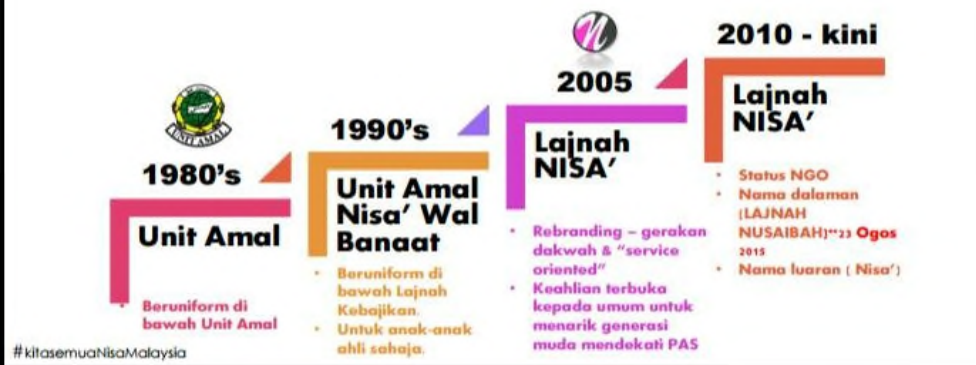 UNIT AMAL
1980's
Unit Amal
• Beruniform di
bawah Unit Amal
1990's
Unit Amal
Nisa' Wal
Banaat
• Beruniform di
bawah Lajnah
Kebajikan.
• Untuk anak-anak
ahli sahaja.
n
2005
Lajnah
NISA'
• Rebranding – gerakan
dakwah & "service
oriented"
• Keahlian terbuka
kepada umum untuk
menarik generasi
muda mendekati PAS
2010 - kini
Lajnah
NISA'
• Status NGO
• Nama dalaman
(LAJNAH
NUSAIBAH)**23 Ogos
2015
• Nama luaran ( Nisa')
#kitasemuaNisaMalaysia